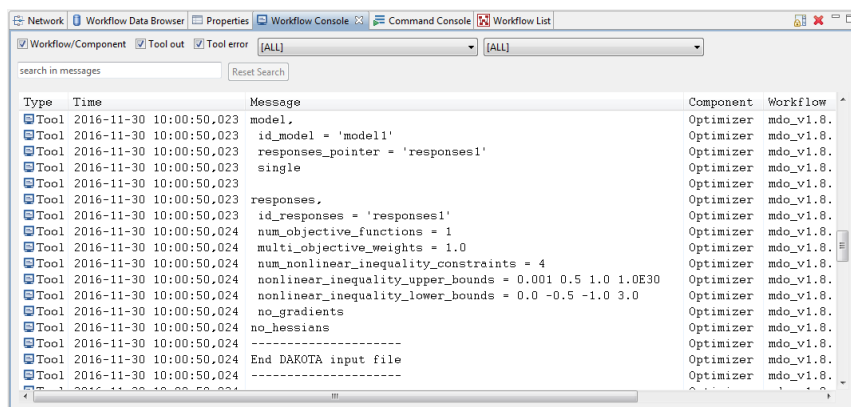 Network Workflow Data Browser Properties Workflow Console Command Console Workflow List
Workflow/Component Tool out Tool error [ALL] [ALL]
search in messages Reset Search
Type Time Message Component Workflow
Tool 2016-11-30 10:00:50,023 model, Optimizer mdo_v1.8.
Tool 2016-11-30 10:00:50,023 id_model = 'model1' Optimizer mdo_v1.8.
Tool 2016-11-30 10:00:50,023 responses_pointer = 'responses1' Optimizer mdo_v1.8.
Tool 2016-11-30 10:00:50,023 single Optimizer mdo_v1.8.
Tool 2016-11-30 10:00:50,023 Optimizer mdo_v1.8.
Tool 2016-11-30 10:00:50,023 responses, Optimizer mdo_v1.8.
Tool 2016-11-30 10:00:50,023 id_responses = 'responses1' Optimizer mdo_v1.8.
Tool 2016-11-30 10:00:50,024 num_objective_functions = 1 Optimizer mdo_v1.8.
Tool 2016-11-30 10:00:50,024 multi_objective_weights = 1.0 Optimizer mdo_v1.8.
Tool 2016-11-30 10:00:50,024 num_nonlinear_inequality_constraints = 4 Optimizer mdo_v1.8.
Tool 2016-11-30 10:00:50,024 nonlinear_inequality_upper_bounds = 0.001 0.5 1.0 1.0E30 Optimizer mdo_v1.8.
Tool 2016-11-30 10:00:50,024 nonlinear_inequality_lower_bounds = 0.0 -0.5 -1.0 3.0 Optimizer mdo_v1.8.
Tool 2016-11-30 10:00:50,024 no_gradients Optimizer mdo_v1.8.
Tool 2016-11-30 10:00:50,024 no_hessians Optimizer mdo_v1.8.
Tool 2016-11-30 10:00:50,024 --------------------- Optimizer mdo_v1.8.
Tool 2016-11-30 10:00:50,024 End DAKOTA input file Optimizer mdo_v1.8.
Tool 2016-11-30 10:00:50,024 --------------------- Optimizer mdo_v1.8.